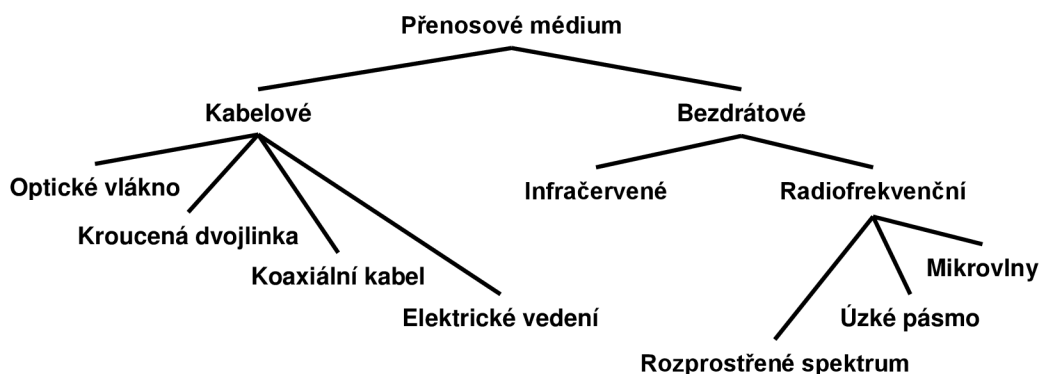 Přenosové médium
Kabelové
Bezdrátové
Optické vlákno
Infračervené
Radiofrekvenční
Kroucená dvojlinka
Koaxiální kabel
Mikrovlny
Elektrické vedení
Úzké pásmo
Rozprostřené spektrum